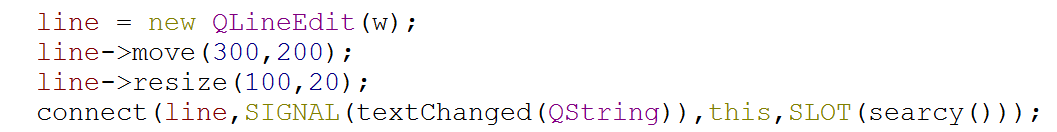 line = new QLineEdit(w);
line->move(300,200);
line->resize(100,20);
connect(line,SIGNAL(textChanged(QString)),this,SLOT(searcy()));